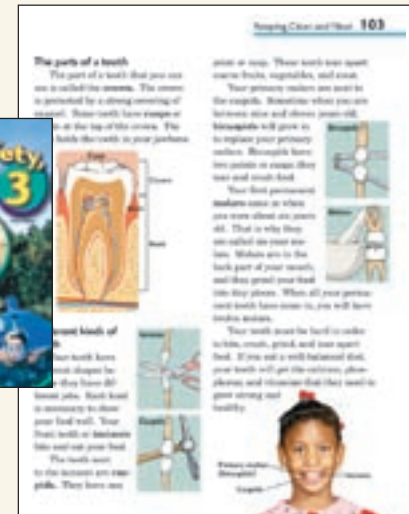 Keeping Clean and Neat 103
The parts of a tooth
The part of a tooth that you can
see is called the crown. The crown
is protected by a strong covering of
enamel. Some teeth have cusps or
at the top of the crown. The
holds the teeth in your jawbone.
Crown
Root
kinds of
teeth have
shapes
they have dif-
ferent jobs. Each kind
is necessary to chew
your food well. Your
front teeth or incisors
bite and cut your food.
The teeth next
to the incisors are cus-
pids. They have one
point or cusp. These teeth tear apart
coarse fruits, vegetables, and meat.
Your primary molars are next to
the cuspids. Sometimes when you are
between nine and eleven years old,
bicuspids will grow in
to replace your primary
molars. Bicuspids have
two points or cusps; they
tear and crush food.
Your first permanent
molars came in when
you were about six years
old. That is why they
are called six-year mo-
lars. Molars are in the
back part of your mouth,
and they grind your food
into tiny pieces. When all your perma-
nent teeth have come in, you will have
twelve molars.
Your teeth must be hard in order
to bite, crush, grind, and tear apart
food. If you eat a well-balanced diet,
your teeth will get the calcium, phos-
phorus, and vitamins that they need to
grow strong and
healthy.
Incisors
Cuspids
Bicuspids
Molars
Primary molars
(bicuspids)
Cuspids
Incisors
3